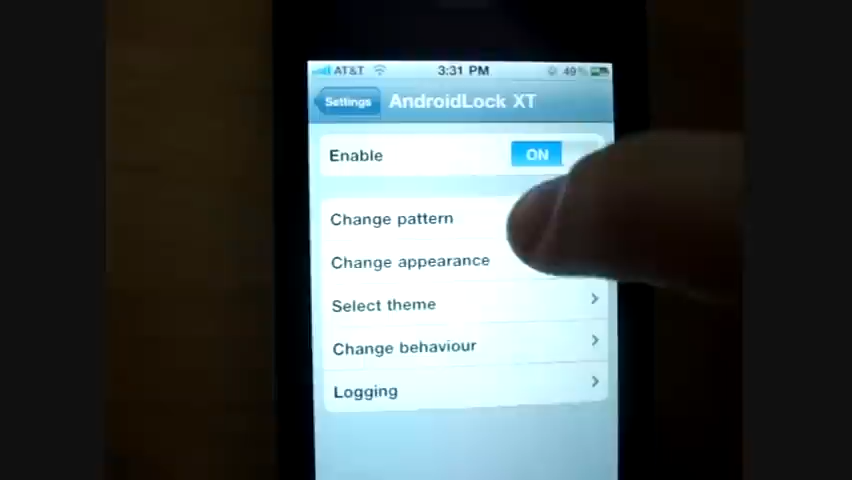 AT&T 3:31 PM 49%
Settings AndroidLock XT
Enable ON
Change pattern
Change appearance
Select theme
Change behaviour
Logging